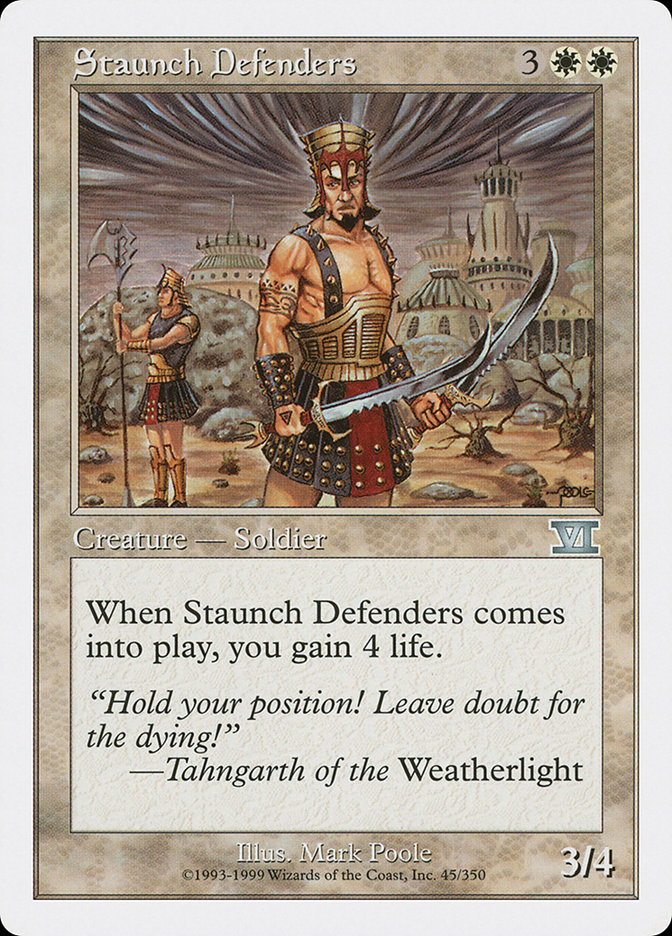 Staunch Defenders 3
POOLE
Creature — Soldier VI
When Staunch Defenders comes
into play, you gain 4 life.
“Hold your position! Leave doubt for
the dying!”
—Tahngarth of the Weatherlight
Illus. Mark Poole
©1993-1999 Wizards of the Coast, Inc. 45/350
3/4